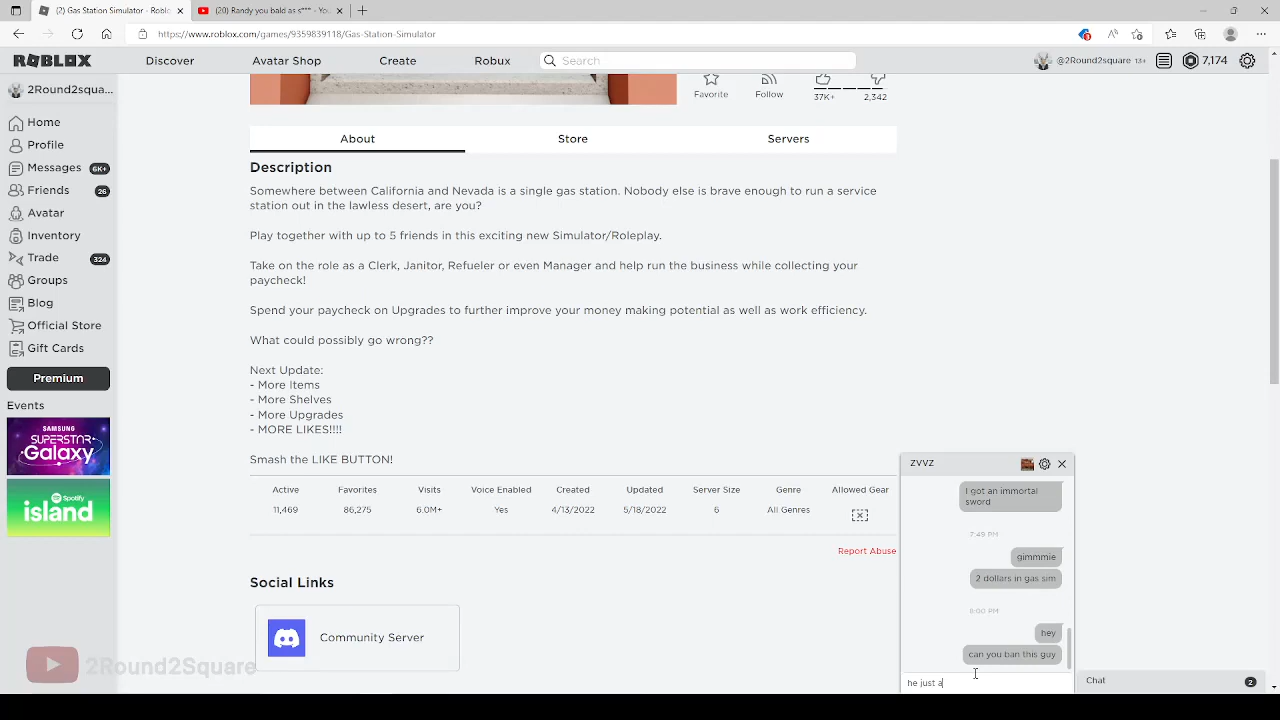 (2) Gas Station Simulator - Roblo
(20) Randy you bald as s*** - You
https://www.roblox.com/games/9359839118/Gas-Station-Simulator
ROBLOX
Discover
Avatar Shop
Create
Robux
Search
@2Round2square 13+
7,174
2Round2squa...
Home
Profile
Messages 6K+
Friends 28
Avatar
Inventory
Trade 324
Groups
Blog
Official Store
Gift Cards
Premium
Events
SAMSUNG
SUPERSTAR
Galaxy
Spotify
island
Favorite
Follow
37K+
2,342
About
Store
Servers
Description
Somewhere between California and Nevada is a single gas station. Nobody else is brave enough to run a service
station out in the lawless desert, are you?
Play together with up to 5 friends in this exciting new Simulator/Roleplay.
Take on the role as a Clerk, Janitor, Refueler or even Manager and help run the business while collecting your
paycheck!
Spend your paycheck on Upgrades to further improve your money making potential as well as work efficiency.
What could possibly go wrong??
Next Update:
- More Items
- More Shelves
- More Upgrades
- MORE LIKES!!!!
Smash the LIKE BUTTON!
Active Favorites Visits Voice Enabled Created Updated Server Size Genre Allowed Gear
11,469 86,275 6.0M+ Yes 4/13/2022 5/18/2022 6 All Genres
Report Abuse
Social Links
Community Server
2Round2Square
ZVVZ
I got an immortal
sword
7:49 PM
gimmmie
2 dollars in gas sim
8:00 PM
hey
can you ban this guy
he just a
Chat
2